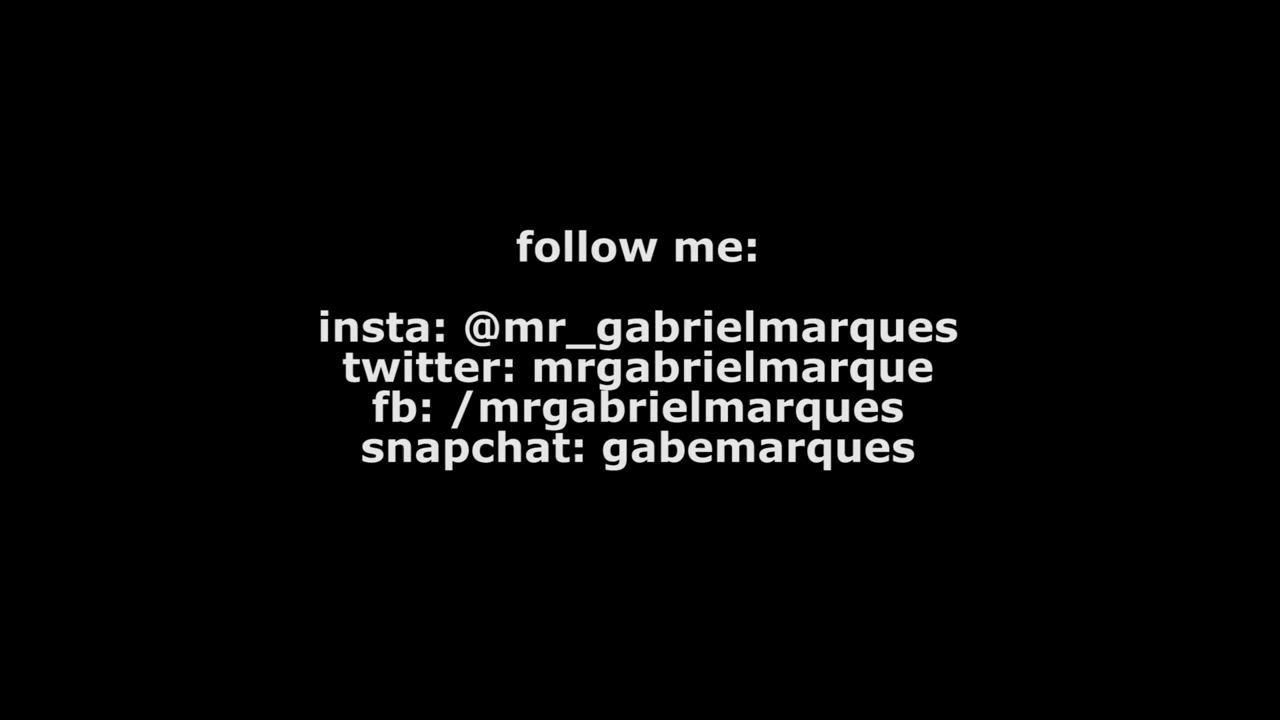 follow me:
insta: @mr_gabrielmarques
twitter: mrgabrielmarque
fb: /mrgabrielmarques
snapchat: gabemarques